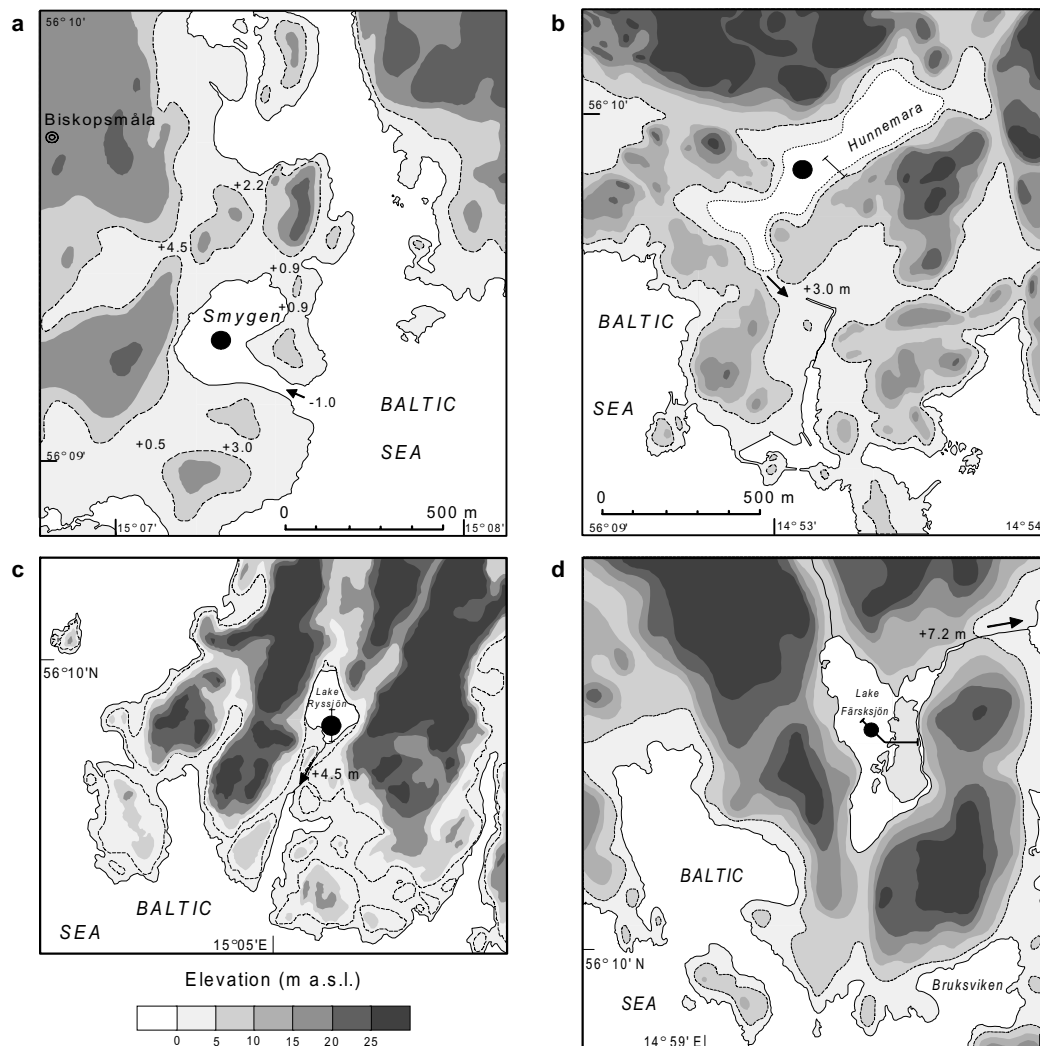 a
56°10'
Biskopsmåla
+2.2
+4.5
+0.9
+0.9
Smygen
-1.0
BALTIC
SEA
+0.5
+3.0
56°09'
0 500 m
15°07'
15°08'
b
56°10'
Hunnemara
+3.0 m
BALTIC
SEA
0 500 m
56°09'
14°53'
14°54'
c
56°10'N
Lake
Ryssjön
+4.5 m
BALTIC
SEA
15°05'E
Elevation (m a.s.l.)
0 5 10 15 20 25
d
+7.2 m
Lake
Färsksjön
BALTIC
56°10' N
SEA
Bruksviken
14°59' E